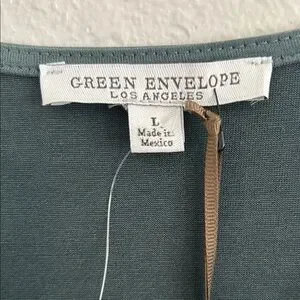 GREEN ENVELOPE
LOS ANGELES
L
Made in
Mexico